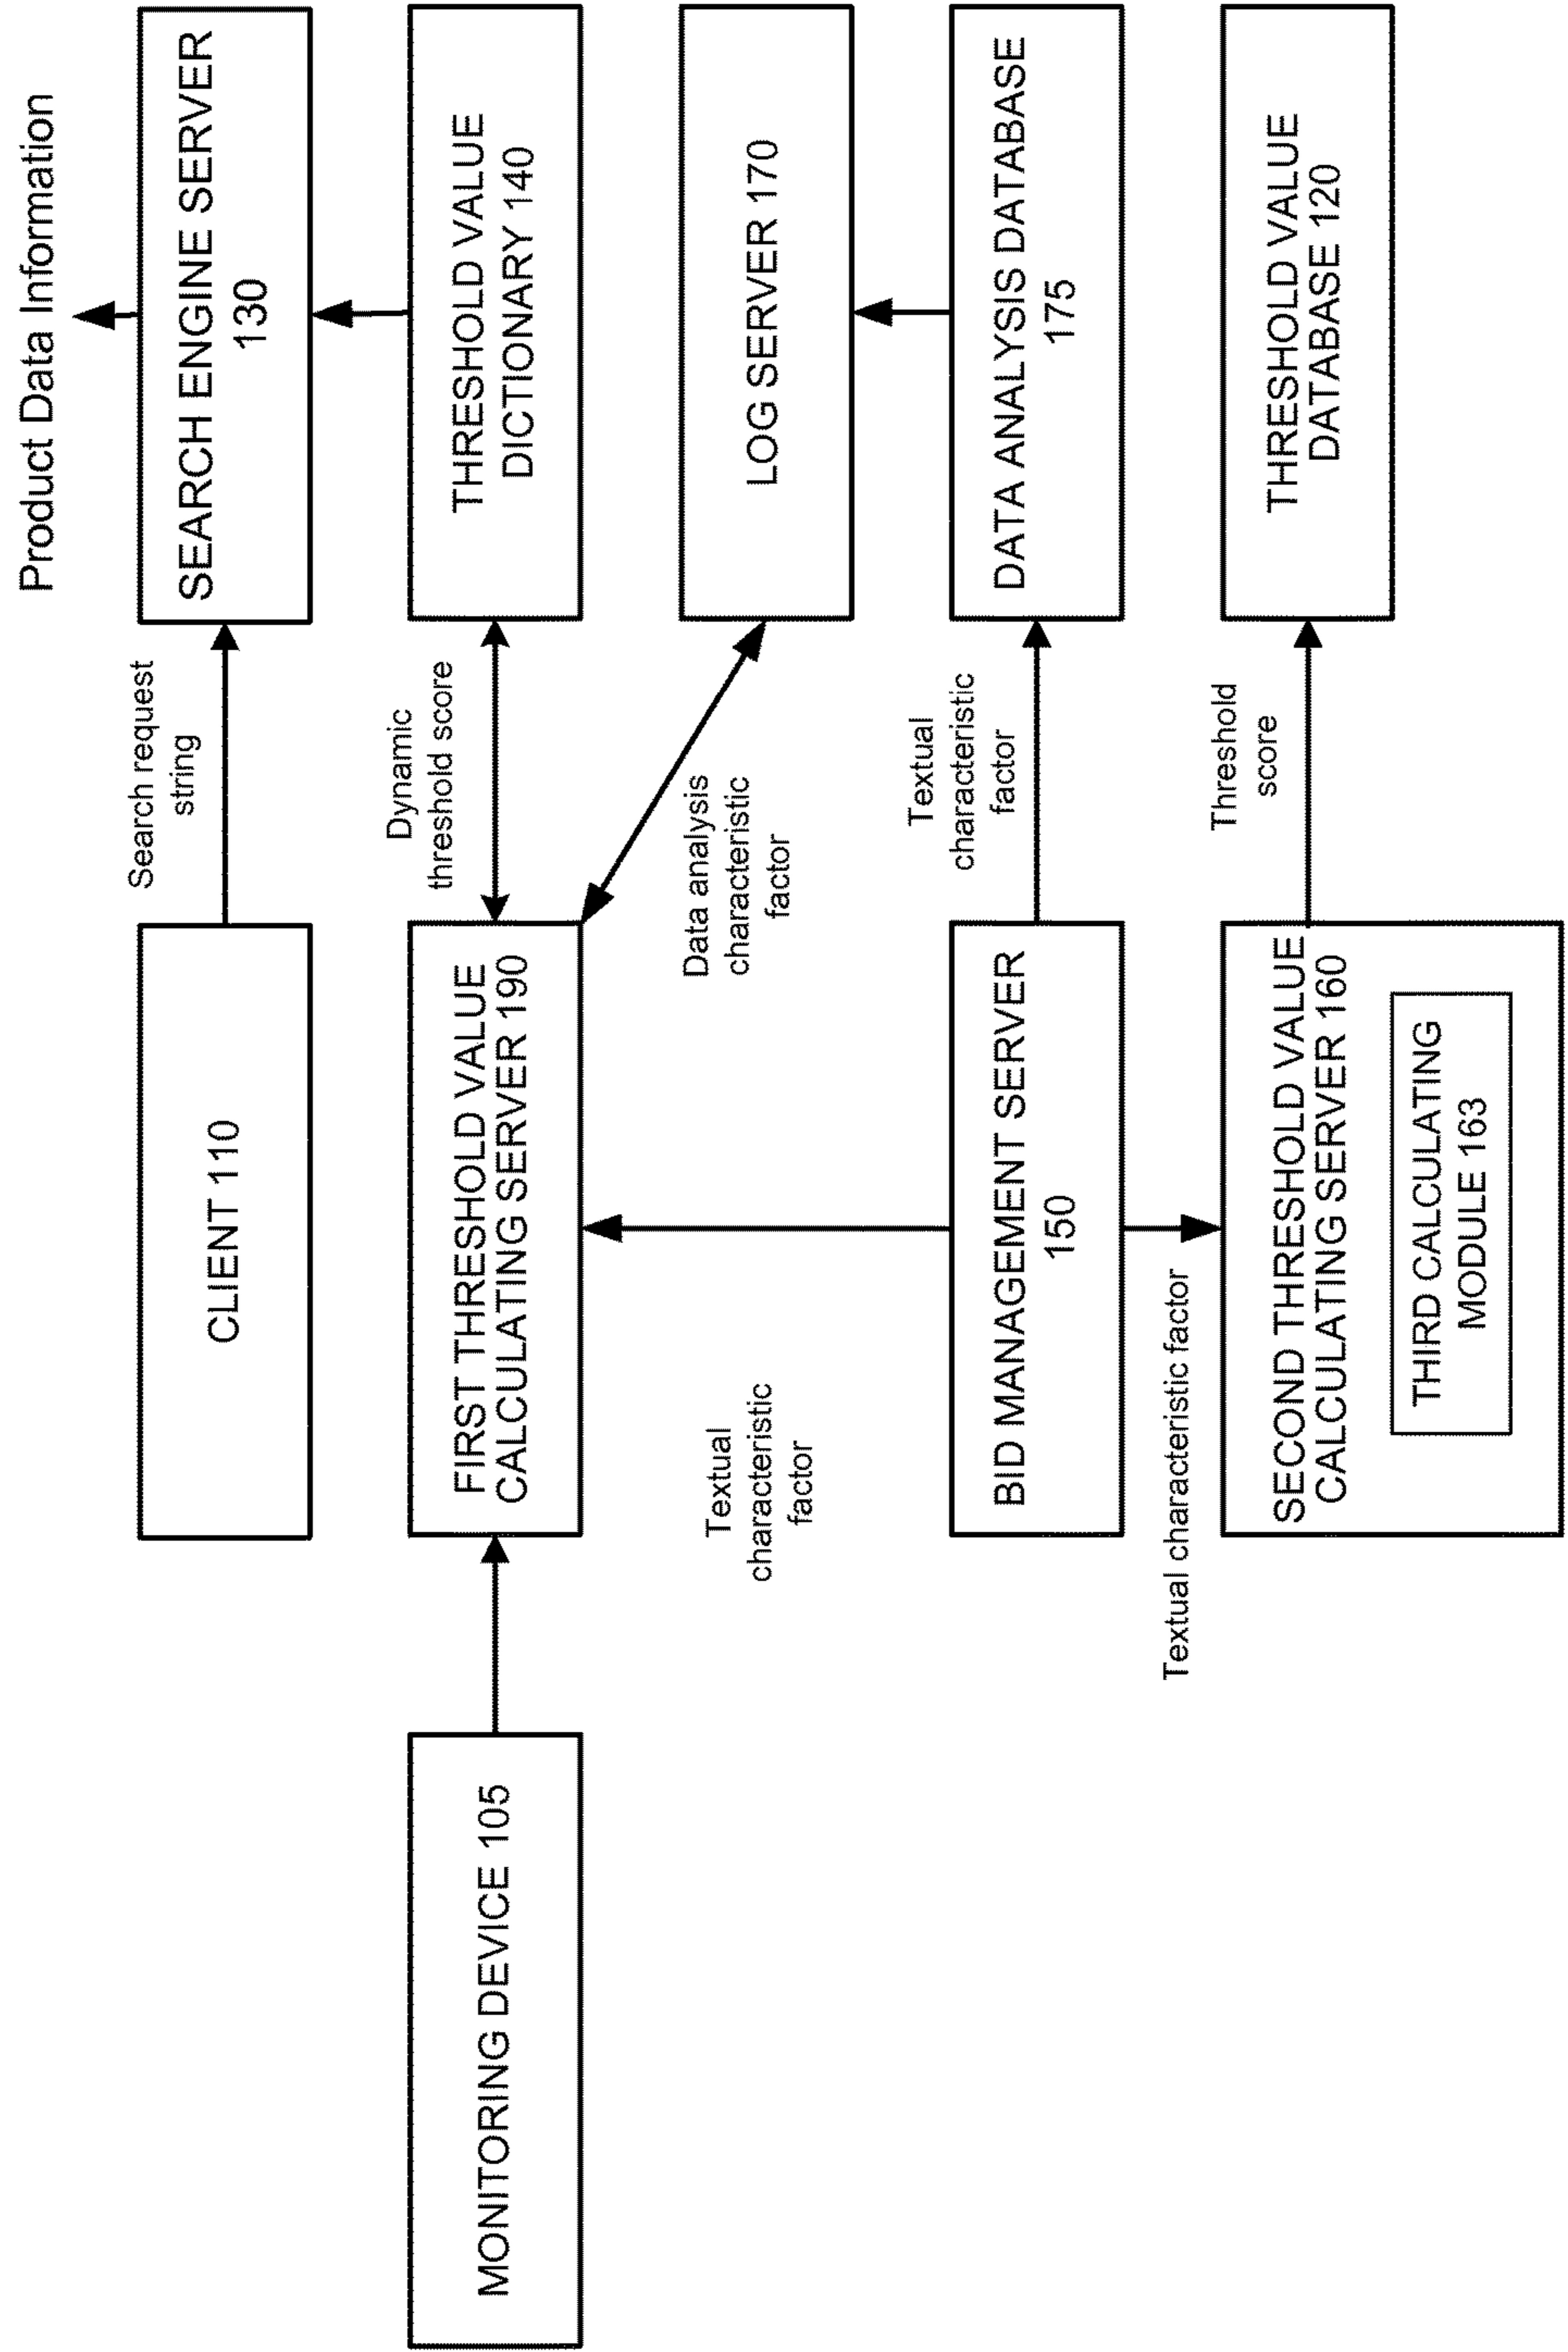 Product Data Information
CLIENT 110
Search request
string
SEARCH ENGINE SERVER
130
MONITORING DEVICE 105
FIRST THRESHOLD VALUE
CALCULATING SERVER 190
Dynamic
threshold score
THRESHOLD VALUE
DICTIONARY 140
Textual
characteristic
factor
Data analysis
characteristic
factor
LOG SERVER 170
BID MANAGEMENT SERVER
150
Textual
characteristic
factor
DATA ANALYSIS DATABASE
175
Textual characteristic factor
SECOND THRESHOLD VALUE
CALCULATING SERVER 160
THIRD CALCULATING
MODULE 163
Threshold
score
THRESHOLD VALUE
DATABASE 120